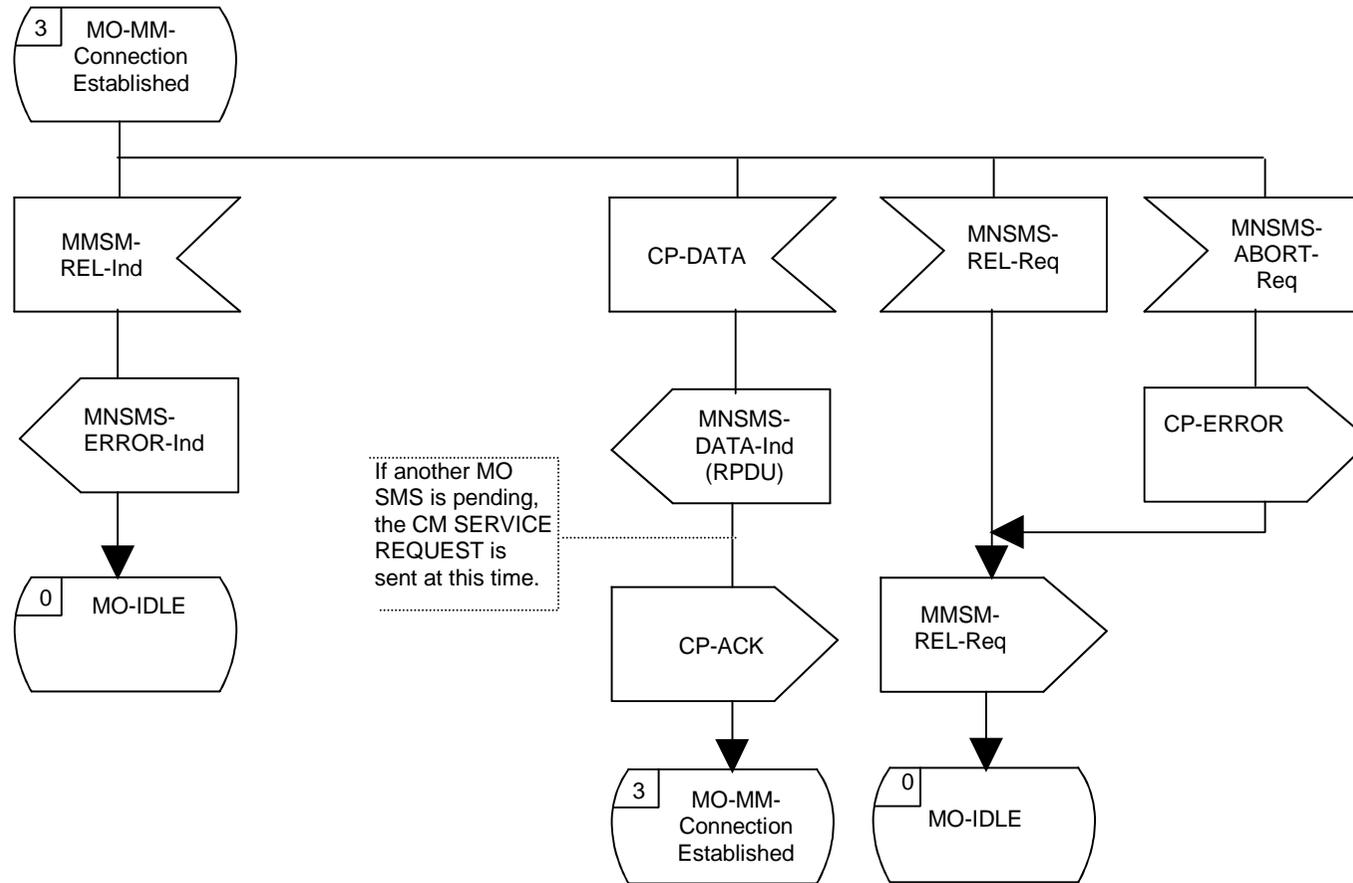 3
MO-MM-
Connection
Established
MMSM-
REL-Ind
CP-DATA
MNSMS-
REL-Req
MNSMS-
ABORT-
Req
MNSMS-
ERROR-Ind
MNSMS-
DATA-Ind
(RPDU)
CP-ERROR
If another MO
SMS is pending,
the CM SERVICE
REQUEST is
sent at this time.
0
MO-IDLE
CP-ACK
MMSM-
REL-Req
3
MO-MM-
Connection
Established
0
MO-IDLE